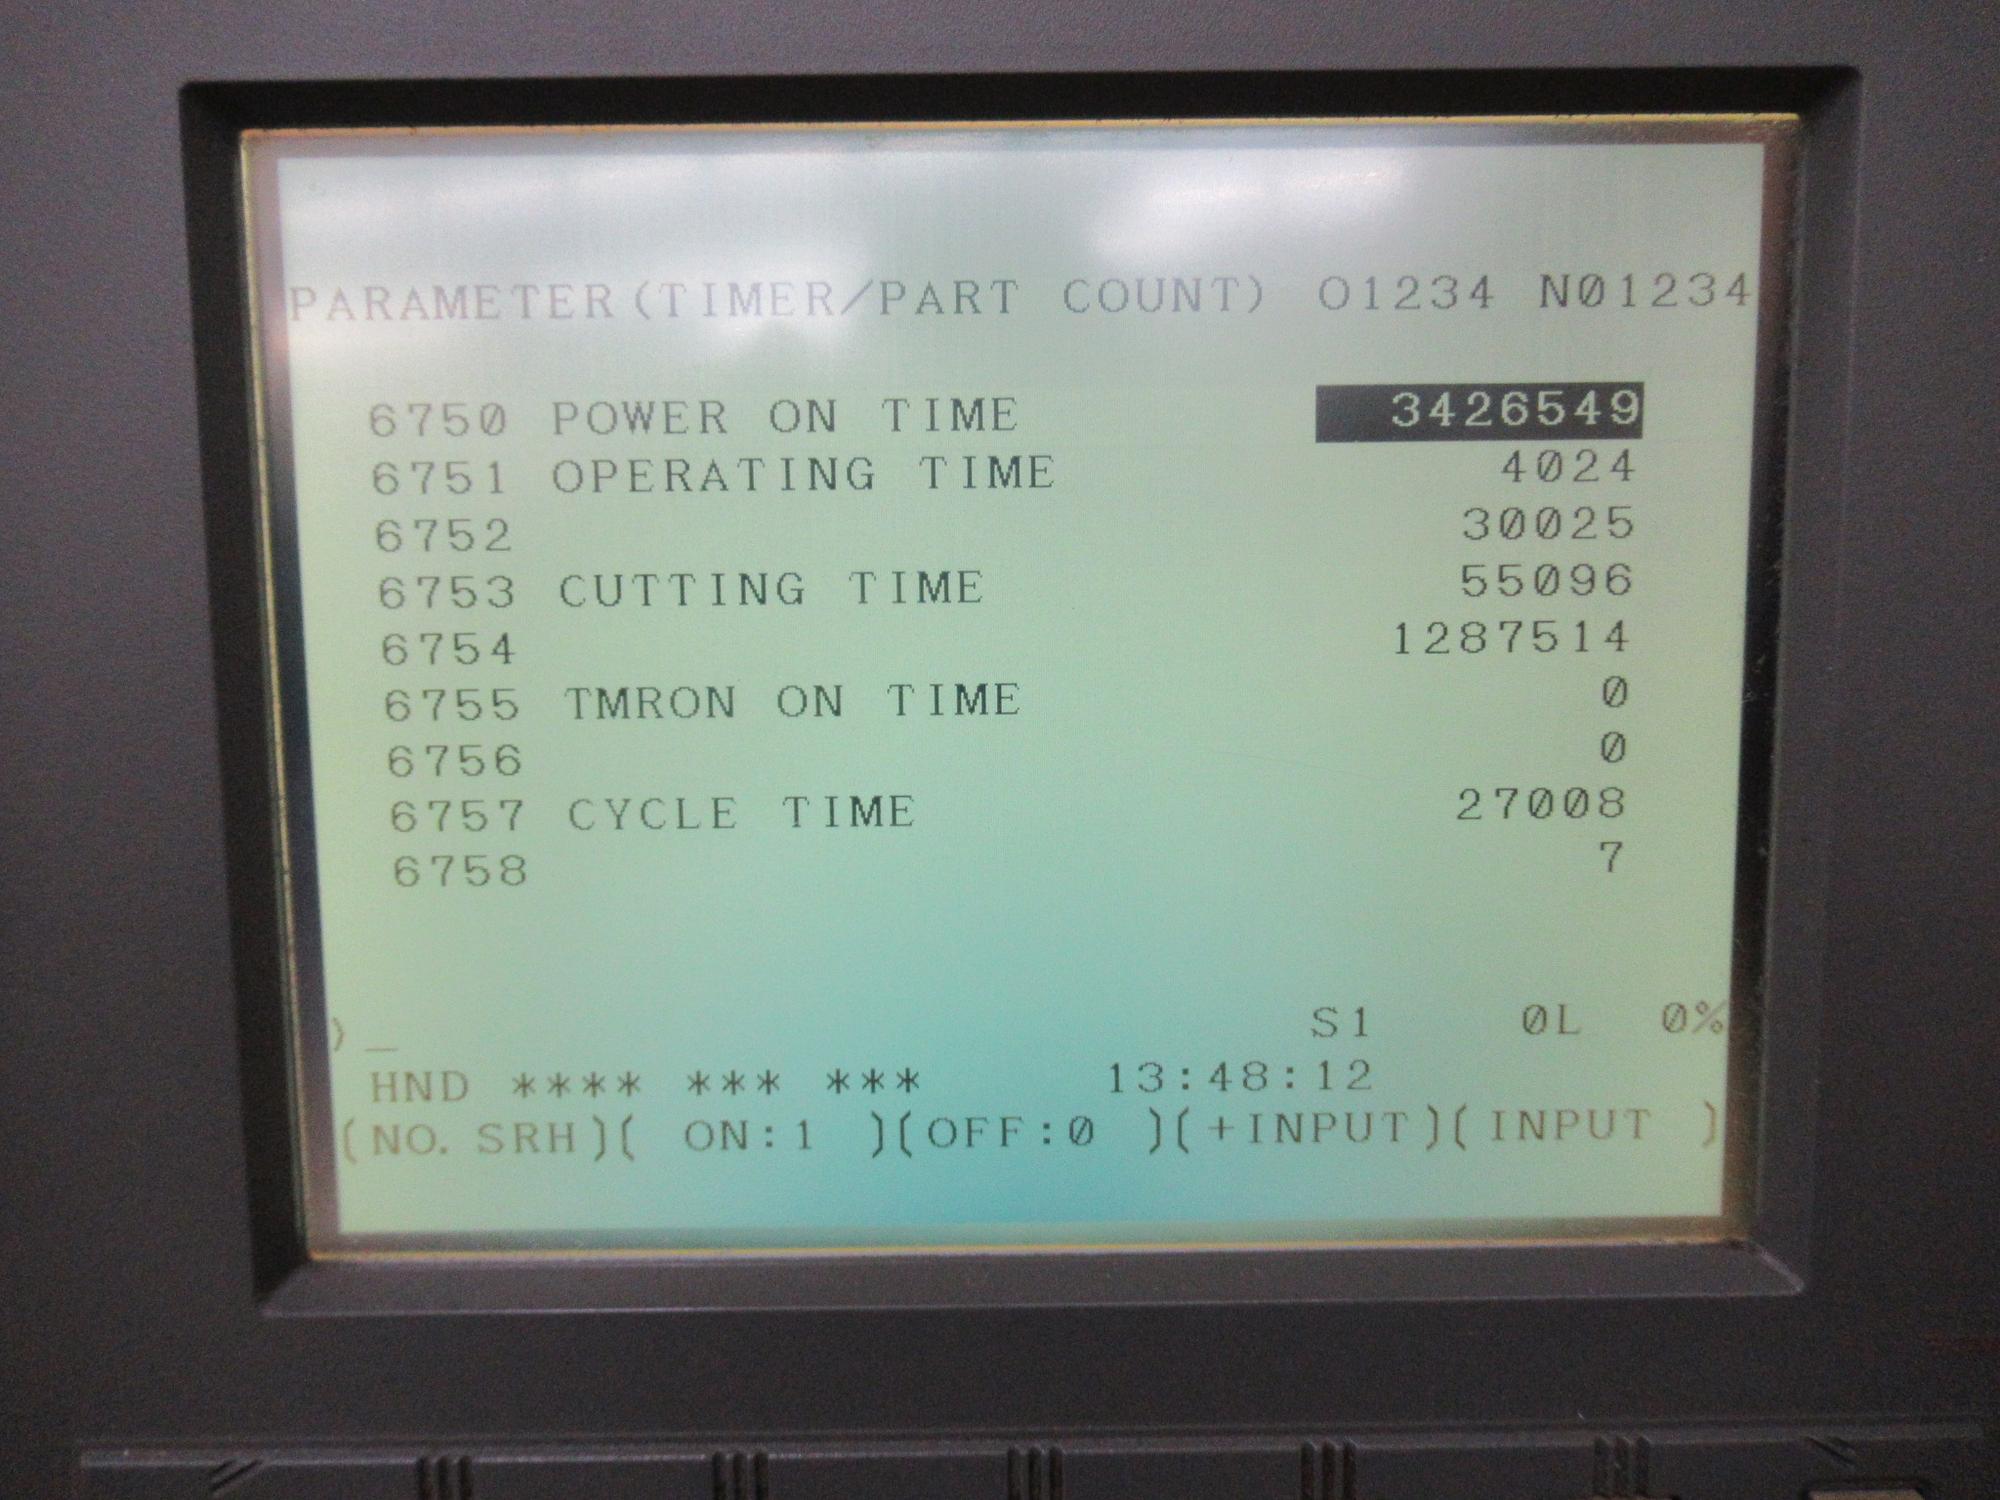 PARAMETER(TIMER/PART COUNT) O1234 N01234
6750 POWER ON TIME 3426549
6751 OPERATING TIME 4024
6752 30025
6753 CUTTING TIME 55096
6754 1287514
6755 TMRON ON TIME 0
6756 0
6757 CYCLE TIME 27008
6758 7
)_ S1 0L 0%
HND **** *** *** 13:48:12
(NO. SRH)( ON:1 )(OFF:0 )(+INPUT)(INPUT )